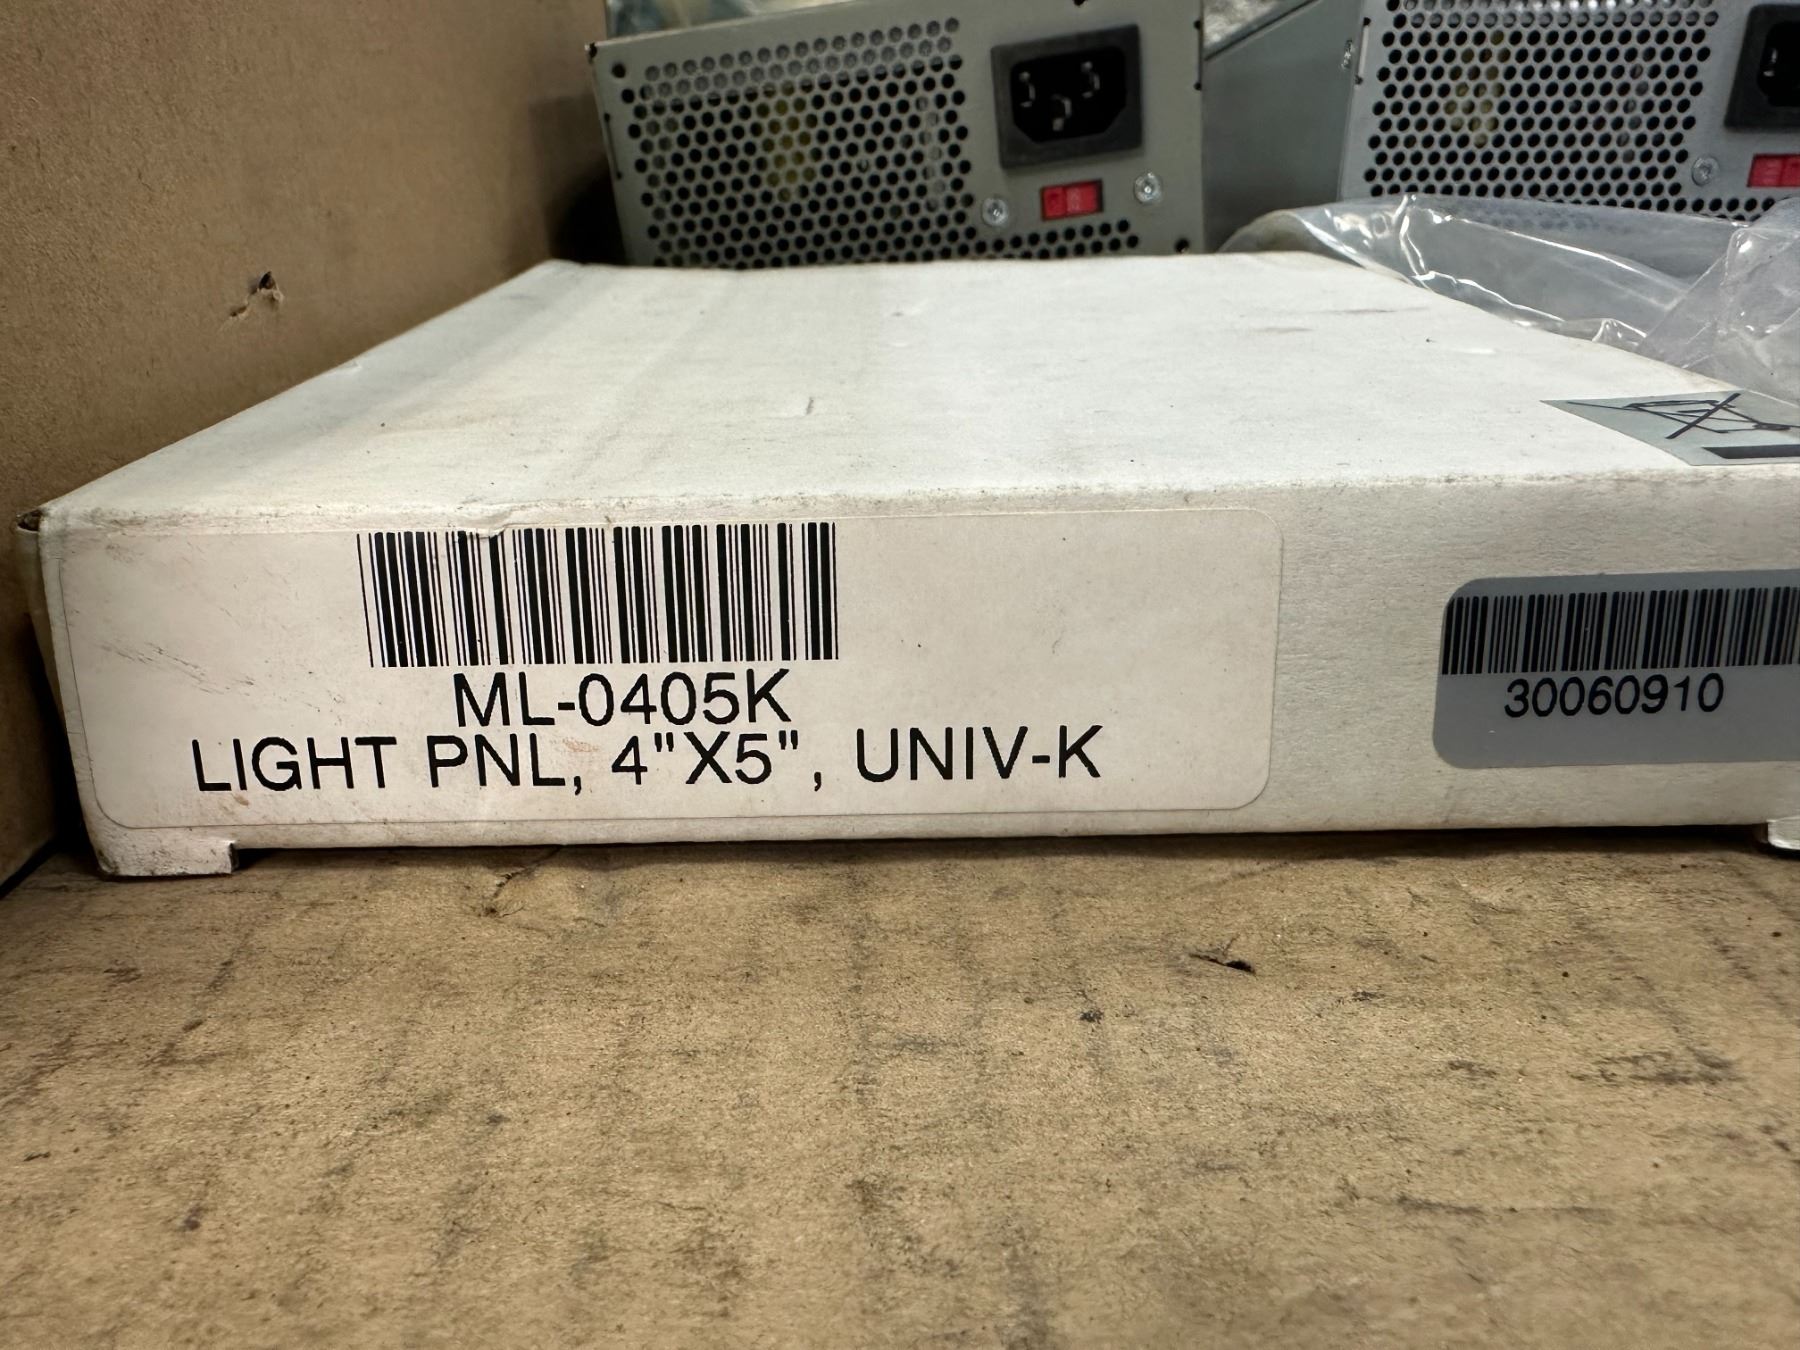 ML-0405K
LIGHT PNL, 4"X5", UNIV-K
30060910